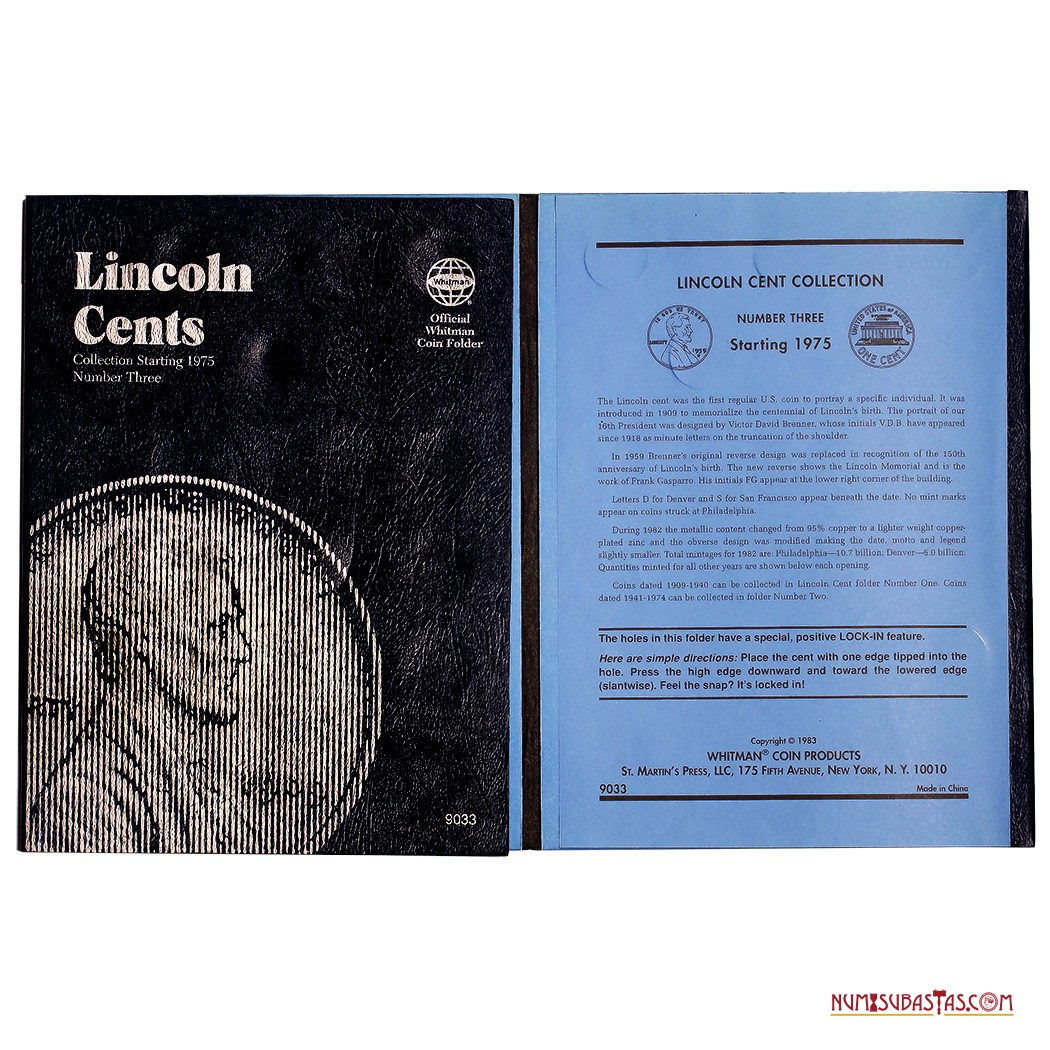 Lincoln
Cents
Collection Starting 1975
Number Three
Whitman
Official
Whitman
Coin Folder
9033
LINCOLN CENT COLLECTION
IN GOD WE TRUST
LIBERTY
NUMBER THREE
Starting 1975
UNITED STATES of AMERICA
ONE CENT
The Lincoln cent was the first regular U.S. coin to portray a specific individual. It was
introduced in 1909 to memorialize the centennial of Lincoln's birth. The portrait of our
16th President was designed by Victor David Brenner, whose initials V.D.B. have appeared
since 1918 as minute letters on the truncation of the shoulder.
In 1959 Brenner's original reverse design was replaced in recognition of the 150th
anniversary of Lincoln's birth. The new reverse shows the Lincoln Memorial and is the
work of Frank Gasparro. His initials FG appear at the lower right corner of the building.
Letters D for Denver and S for San Francisco appear beneath the date. No mint marks
appear on coins struck at Philadelphia.
During 1982 the metallic content changed from 95% copper to a lighter weight copper-
plated zinc and the obverse design was modified making the date, motto and legend
slightly smaller. Total mintages for 1982 are: Philadelphia—10.7 billion; Denver—6.0 billion.
Quantities minted for all other years are shown below each opening.
Coins dated 1909-1940 can be collected in Lincoln Cent folder Number One. Coins
dated 1941-1974 can be collected in folder Number Two.
The holes in this folder have a special, positive LOCK-IN feature.
Here are simple directions: Place the cent with one edge tipped into the
hole. Press the high edge downward and toward the lowered edge
(slantwise). Feel the snap? It's locked in!
Copyright © 1983
WHITMAN® COIN PRODUCTS
ST. MARTIN'S PRESS, LLC, 175 FIFTH AVENUE, NEW YORK, N. Y. 10010
9033
Made in China
NUMISUBASTAS.COM